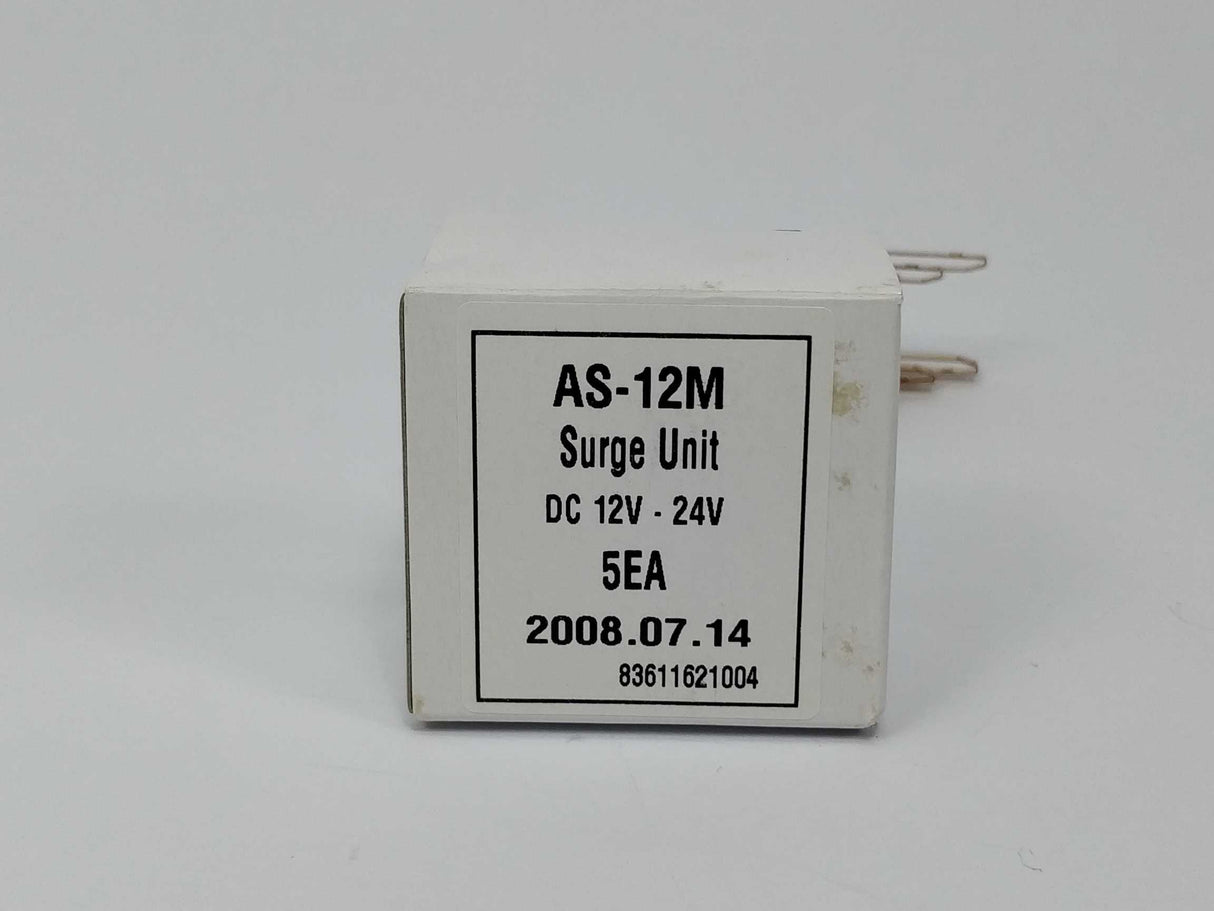 AS-12M
Surge Unit
DC 12V - 24V
5EA
2008.07.14
83611621004